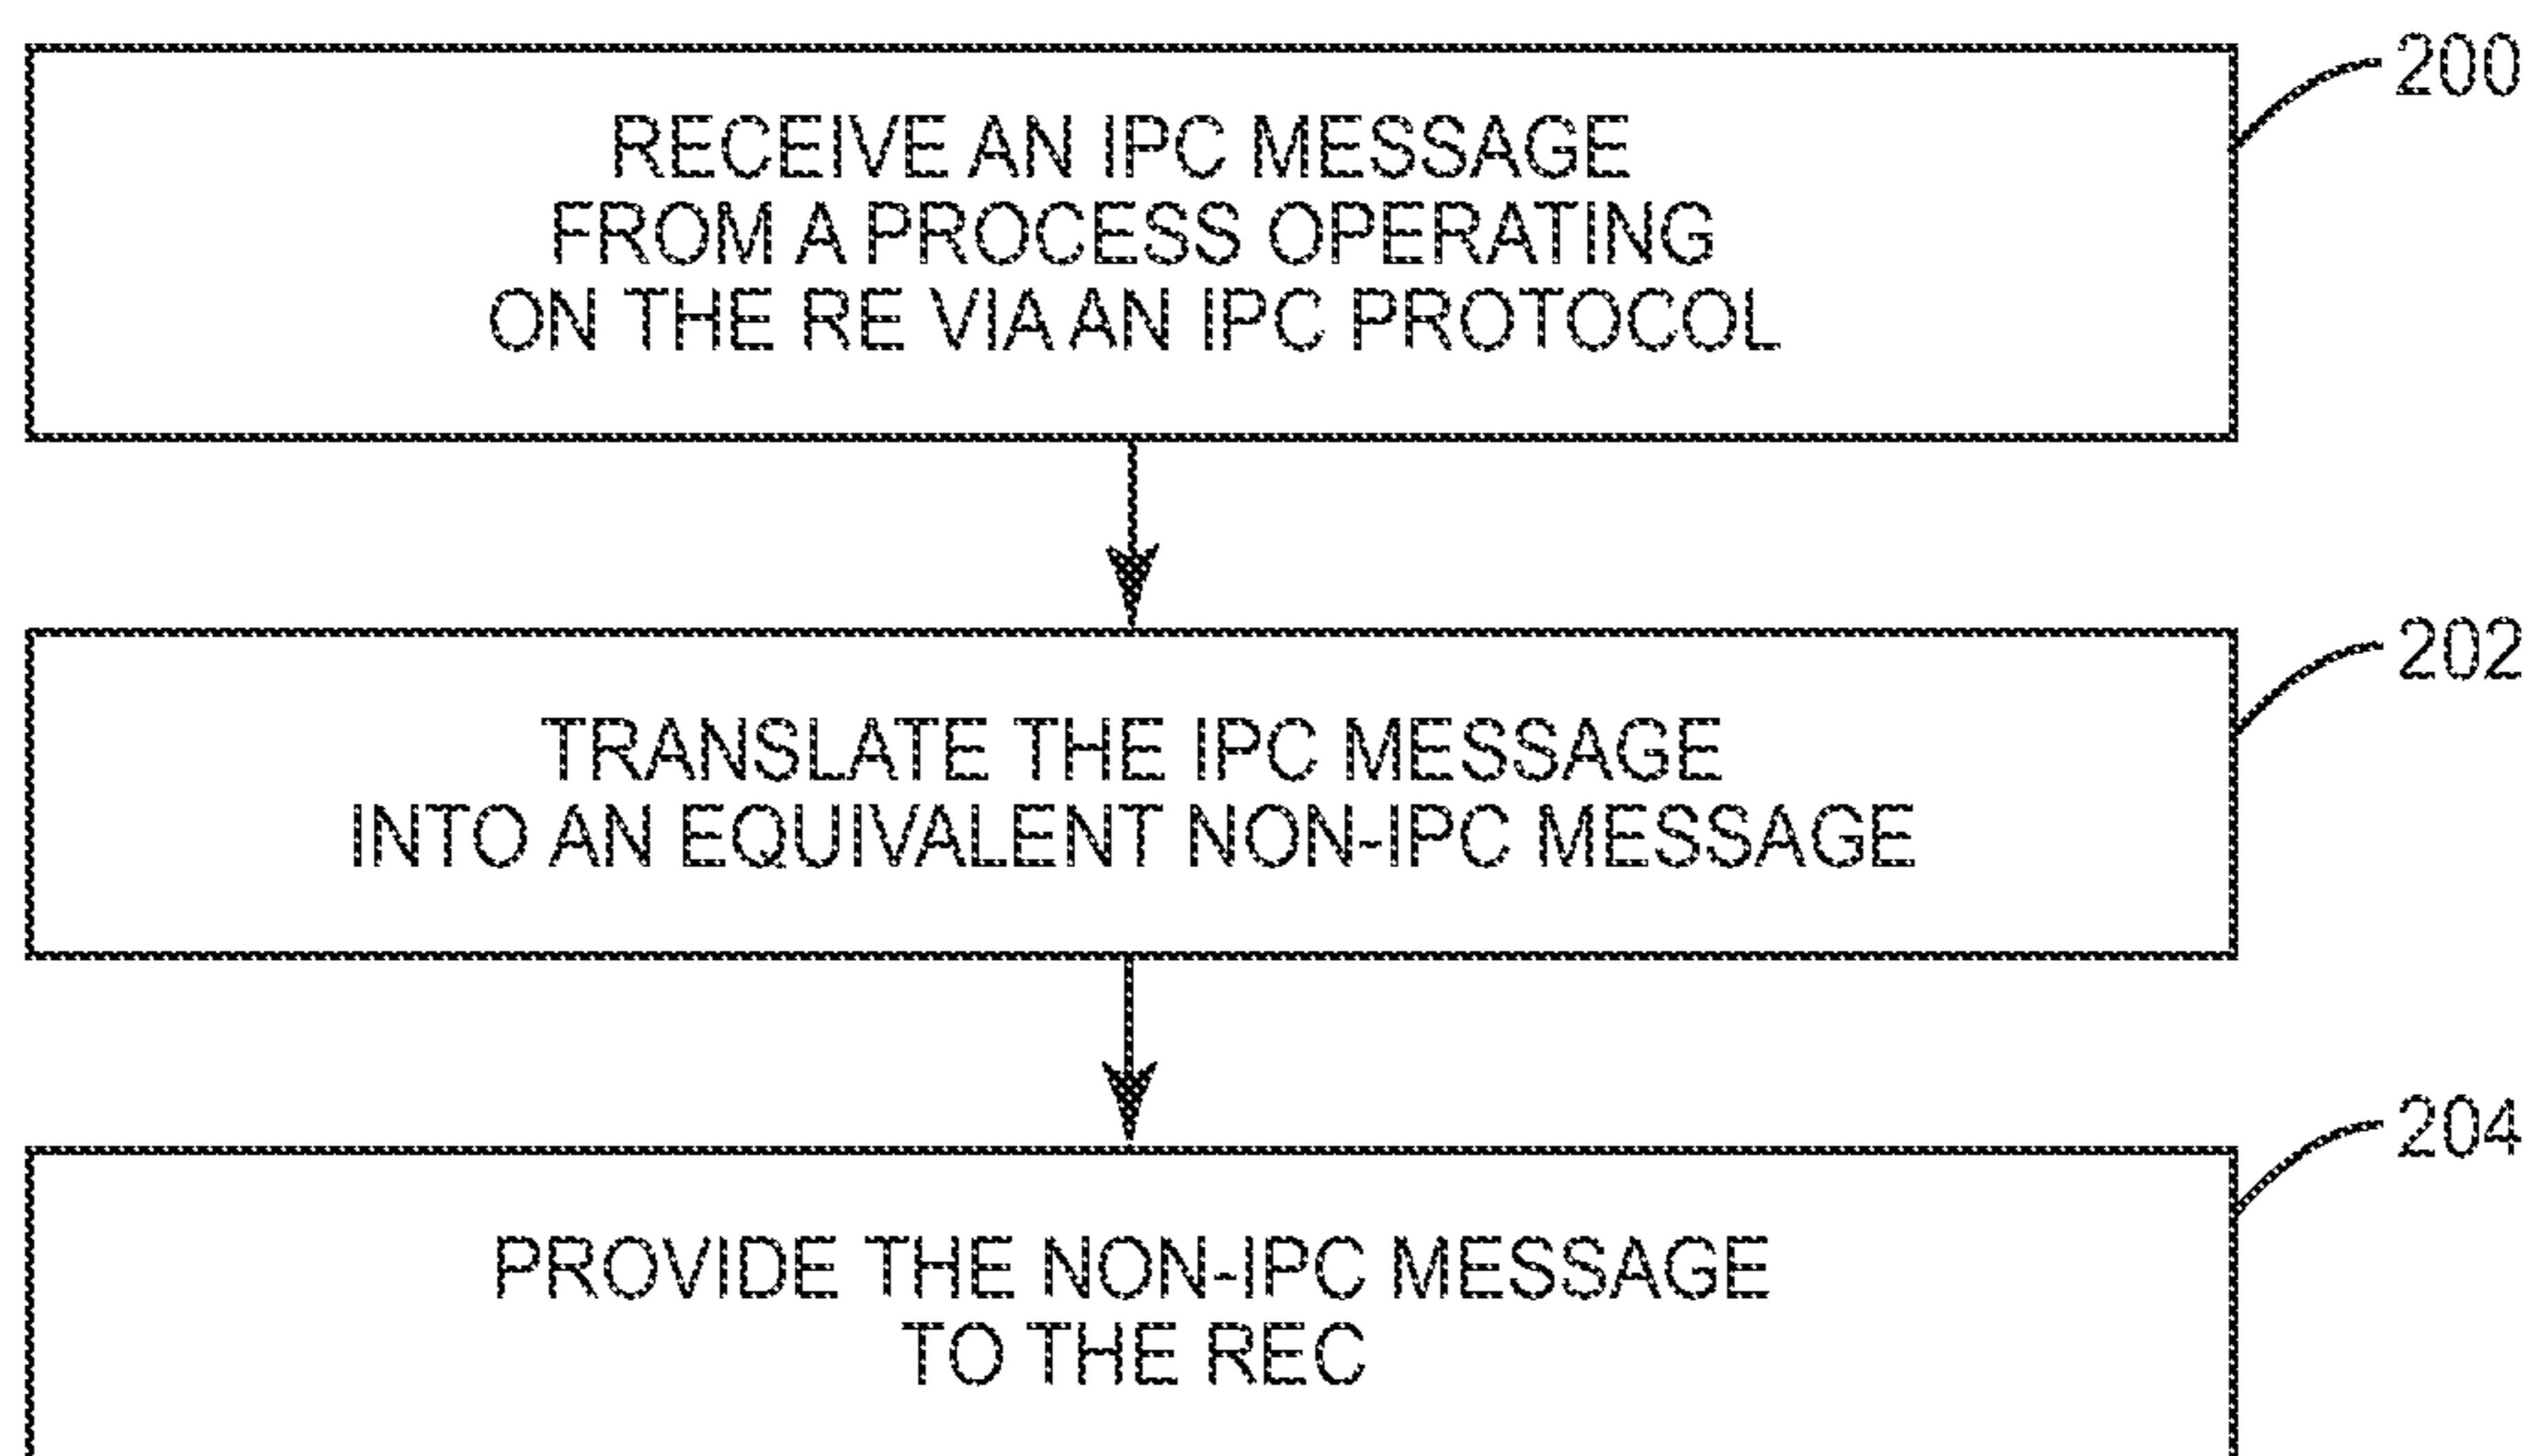 200
RECEIVE AN IPC MESSAGE
FROM A PROCESS OPERATING
ON THE RE VIA AN IPC PROTOCOL
202
TRANSLATE THE IPC MESSAGE
INTO AN EQUIVALENT NON-IPC MESSAGE
204
PROVIDE THE NON-IPC MESSAGE
TO THE REC